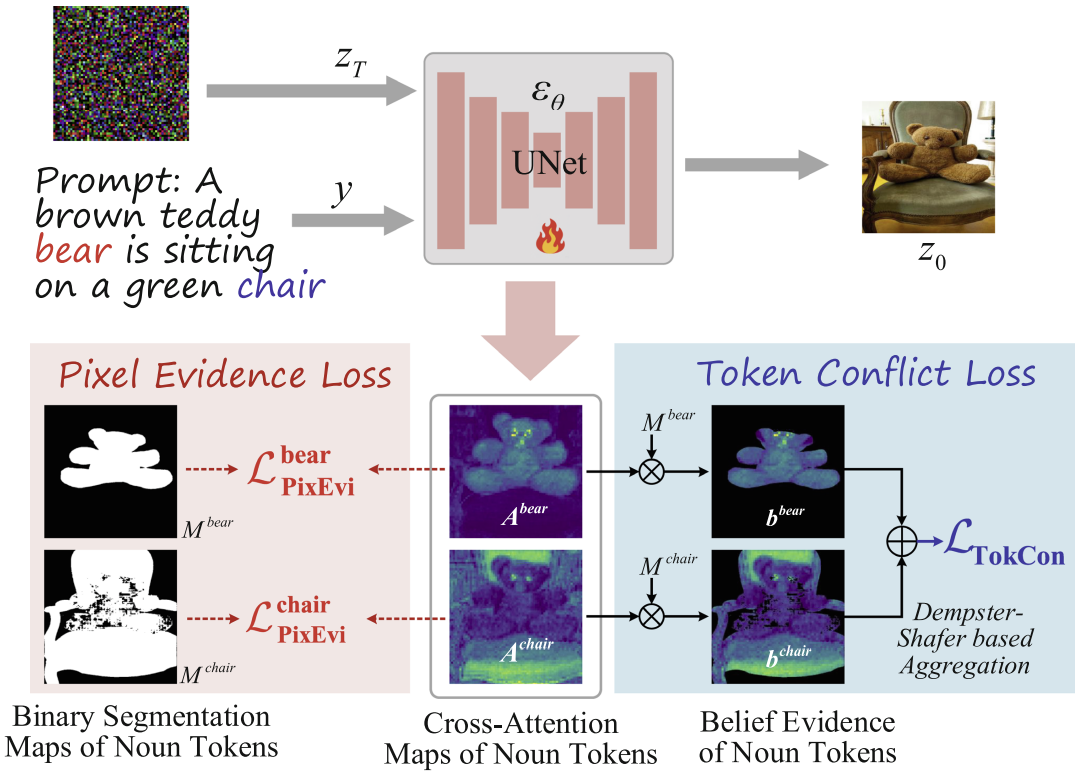 z_T
Prompt: A
brown teddy
bear is sitting
on a green chair
y
ε_θ
UNet
z_0
Pixel Evidence Loss
M^bear
ℒ^bear_PixEvi
M^chair
ℒ^chair_PixEvi
A^bear
A^chair
Token Conflict Loss
M^bear
b^bear
M^chair
b^chair
ℒ_TokCon
Dempster-
Shafer based
Aggregation
Binary Segmentation
Maps of Noun Tokens
Cross-Attention
Maps of Noun Tokens
Belief Evidence
of Noun Tokens